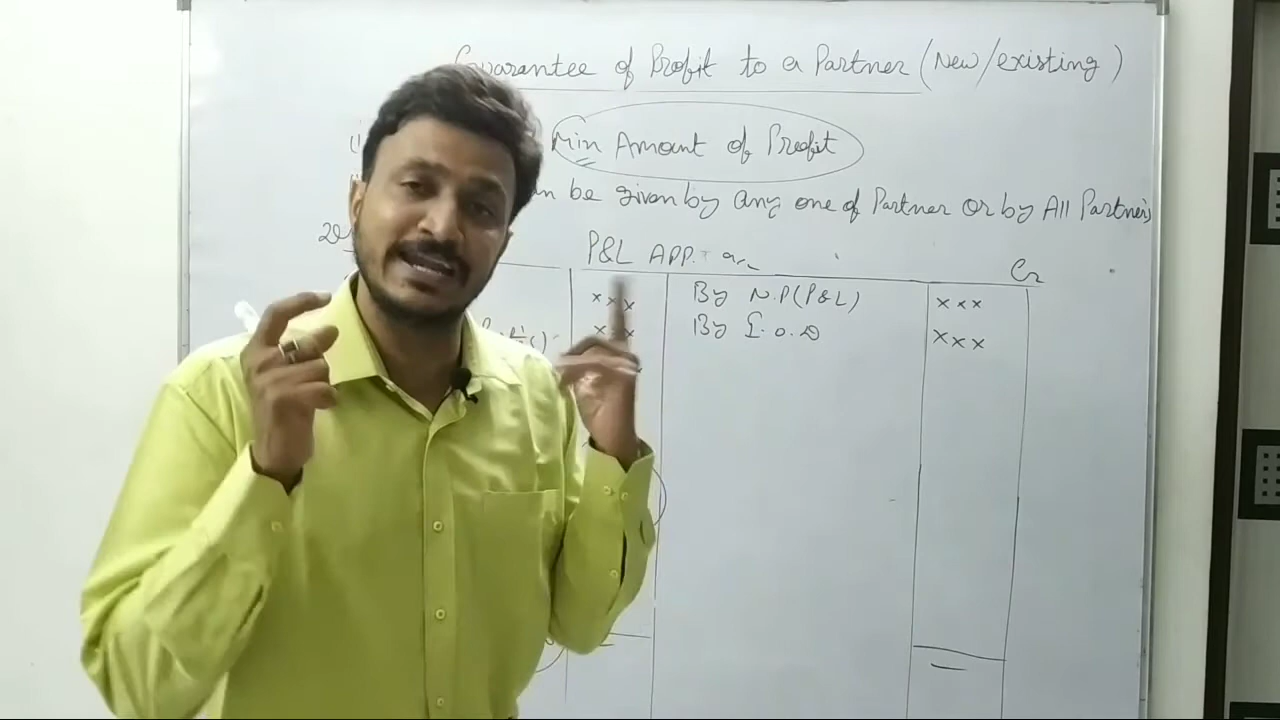 Guarantee of Profit to a Partner (New/existing)
Min Amount of Profit
be given by any one of Partner or by All Partners
P&L APP. a/c
Cr
xxx By N.P(P&L) xxx
xxx By I.O.D xxx